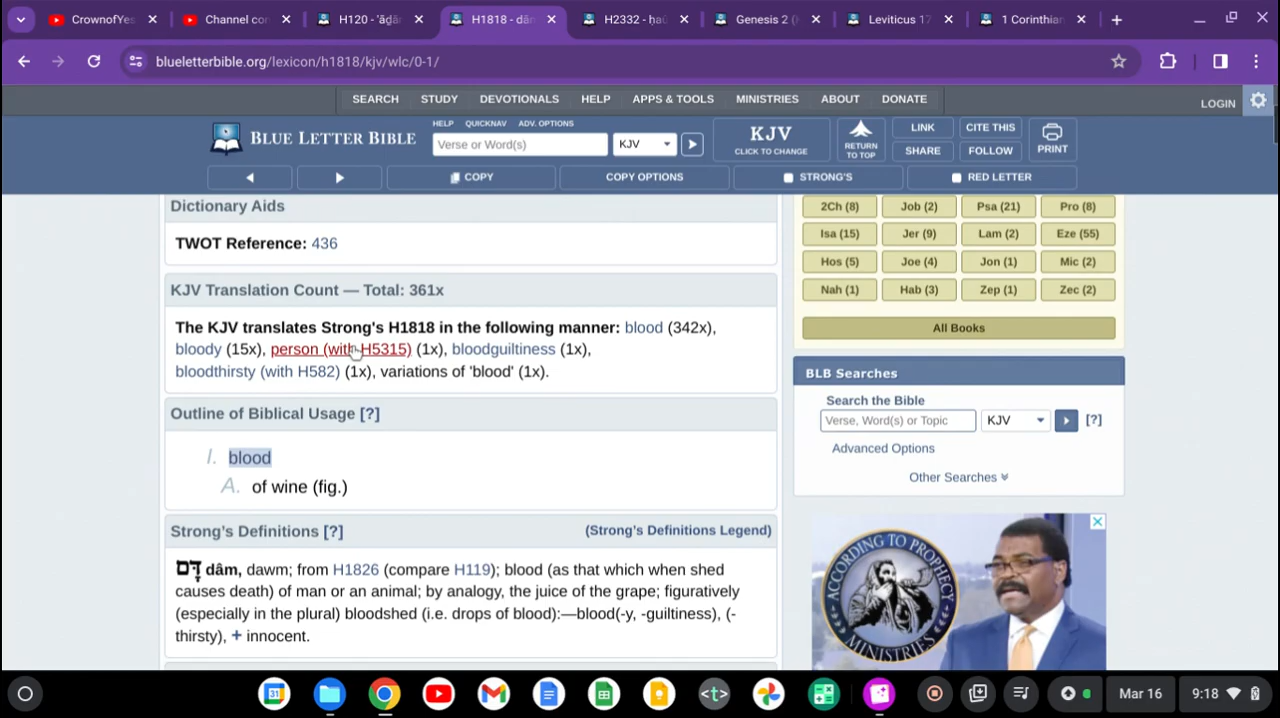 CrownofYes
Channel co
H120 - 'āḏā
H1818 - dā
H2332 - ḥaû
Genesis 2 (
Leviticus 17
1 Corinthian
blueletterbible.org/lexicon/h1818/kjv/wlc/0-1/
SEARCH STUDY DEVOTIONALS HELP APPS & TOOLS MINISTRIES ABOUT DONATE
LOGIN
BLUE LETTER BIBLE
HELP QUICKNAV ADV. OPTIONS
Verse or Word(s)
KJV
KJV
CLICK TO CHANGE
RETURN
TO TOP
LINK
CITE THIS
SHARE
FOLLOW
PRINT
COPY
COPY OPTIONS
STRONG'S
RED LETTER
Dictionary Aids
TWOT Reference: 436
KJV Translation Count — Total: 361x
The KJV translates Strong's H1818 in the following manner: blood (342x),
bloody (15x), person (with H5315) (1x), bloodguiltiness (1x),
bloodthirsty (with H582) (1x), variations of 'blood' (1x).
Outline of Biblical Usage [?]
I. blood
A. of wine (fig.)
Strong's Definitions [?]
(Strong's Definitions Legend)
דָּם dâm, dawm; from H1826 (compare H119); blood (as that which when shed
causes death) of man or an animal; by analogy, the juice of the grape; figuratively
(especially in the plural) bloodshed (i.e. drops of blood):—blood(-y, -guiltiness), (-
thirsty), + innocent.
2Ch (8) Job (2) Psa (21) Pro (8)
Isa (15) Jer (9) Lam (2) Eze (55)
Hos (5) Joe (4) Jon (1) Mic (2)
Nah (1) Hab (3) Zep (1) Zec (2)
All Books
BLB Searches
Search the Bible
Verse, Word(s) or Topic
KJV
[?]
Advanced Options
Other Searches
ACCORDING TO PROPHECY
MINISTRIES
31
<t>
Mar 16
9:18